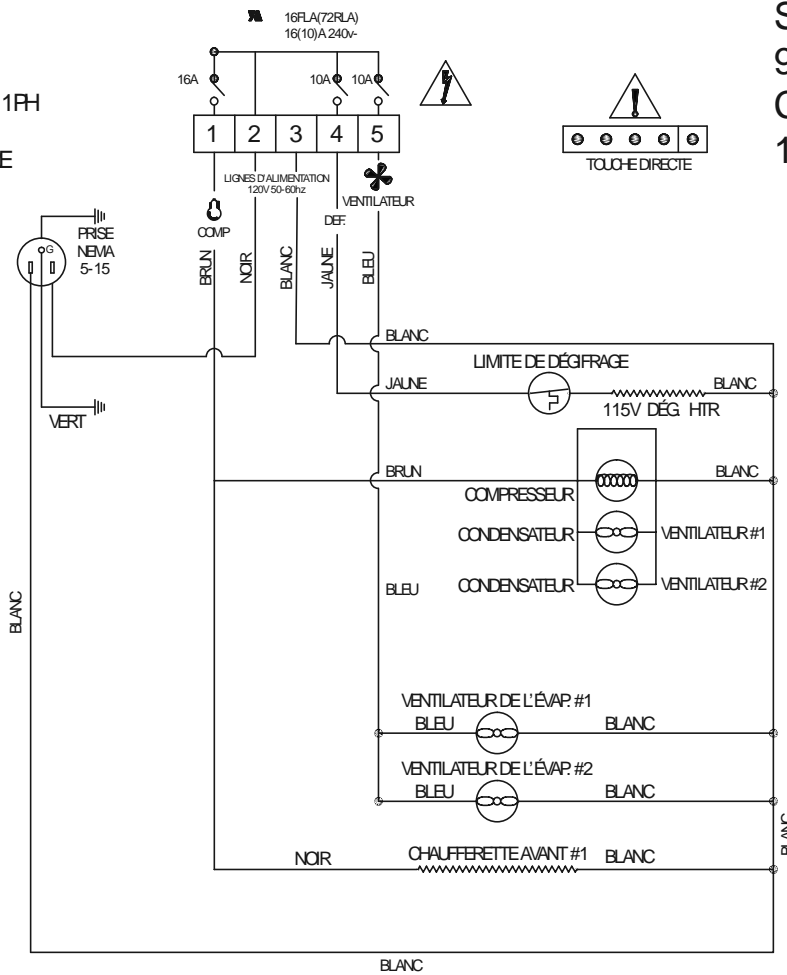 16FLA(72RLA)
16(10)A 240v~
S
9
C
1
1PH
E
16A
10A
10A
1 2 3 4 5
LIGNES D'ALIMENTATION
120V 50-60hz
COMP
VENTILATEUR
DEF.
TOUCHE DIRECTE
PRISE
NEMA
5-15
G
VERT
BRUN
NOIR
BLANC
JAUNE
BLEU
BLANC
LIMITE DE DÉGIFRAGE
JAUNE
BLANC
115V DÉG. HTR
BRUN
BLANC
COMPRESSEUR
CONDENSATEUR
VENTILATEUR #1
BLEU
CONDENSATEUR
VENTILATEUR #2
BLANC
VENTILATEUR DE L'ÉVAP. #1
BLEU
BLANC
VENTILATEUR DE L'ÉVAP. #2
BLEU
BLANC
BLANC
NOIR
CHAUFFERETTE AVANT #1
BLANC
BLANC